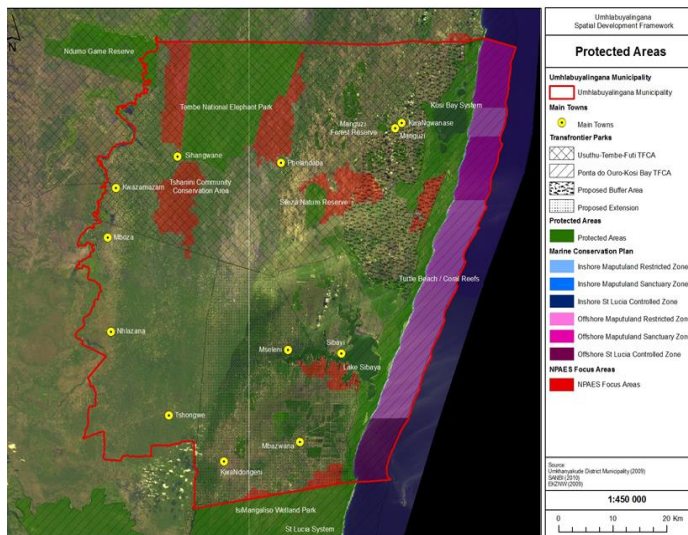 Umhlabuyalingana
Spatial Development Framework
Protected Areas
Umhlabuyalingana Municipality
Umhlabuyalingana Municipality
Main Towns
Main Towns
Transfrontier Parks
Usuthu-Tembe-Futi TFCA
Ponta do Ouro-Kosi Bay TFCA
Proposed Buffer Area
Proposed Extension
Protected Areas
Protected Areas
Marine Conservation Plan
Inshore Maputuland Restricted Zone
Inshore Maputuland Sanctuary Zone
Inshore St Lucia Controlled Zone
Offshore Maputuland Restricted Zone
Offshore Maputuland Sanctuary Zone
Offshore St Lucia Controlled Zone
NPAES Focus Areas
NPAES Focus Areas
Source:
Umkhanyakude District Municipality (2009)
SANBI (2010)
EKZNW (2009)
1:450 000
0 10 20 Km
Ndumo Game Reserve
Tembe National Elephant Park
Kosi Bay System
KwaNgwanase
Manguzi
Forest Reserve
Manguzi
Sihangwane
Phelandaba
Kwazamazam
Tshanini Community
Conservation Area
Sileza Nature Reserve
Mboza
Turtle Beach / Coral Reefs
Nhlazana
Mseleni
Sibayi
Lake Sibaya
Tshongwe
Mbazwana
KwaNdongeni
IsiMangaliso Wetland Park
St Lucia System